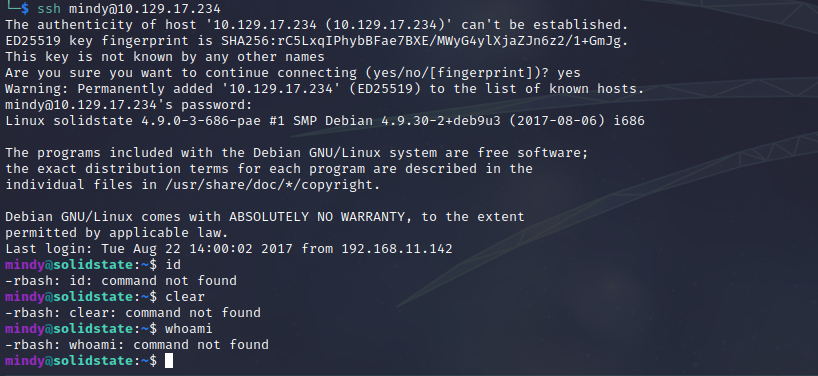 └─$ ssh mindy@10.129.17.234
The authenticity of host '10.129.17.234 (10.129.17.234)' can't be established.
ED25519 key fingerprint is SHA256:rC5LxqIPhybBFae7BXE/MWyG4ylXjaZJn6z2/1+GmJg.
This key is not known by any other names
Are you sure you want to continue connecting (yes/no/[fingerprint])? yes
Warning: Permanently added '10.129.17.234' (ED25519) to the list of known hosts.
mindy@10.129.17.234's password:
Linux solidstate 4.9.0-3-686-pae #1 SMP Debian 4.9.30-2+deb9u3 (2017-08-06) i686
The programs included with the Debian GNU/Linux system are free software;
the exact distribution terms for each program are described in the
individual files in /usr/share/doc/*/copyright.
Debian GNU/Linux comes with ABSOLUTELY NO WARRANTY, to the extent
permitted by applicable law.
Last login: Tue Aug 22 14:00:02 2017 from 192.168.11.142
mindy@solidstate:~$ id
-rbash: id: command not found
mindy@solidstate:~$ clear
-rbash: clear: command not found
mindy@solidstate:~$ whoami
-rbash: whoami: command not found
mindy@solidstate:~$